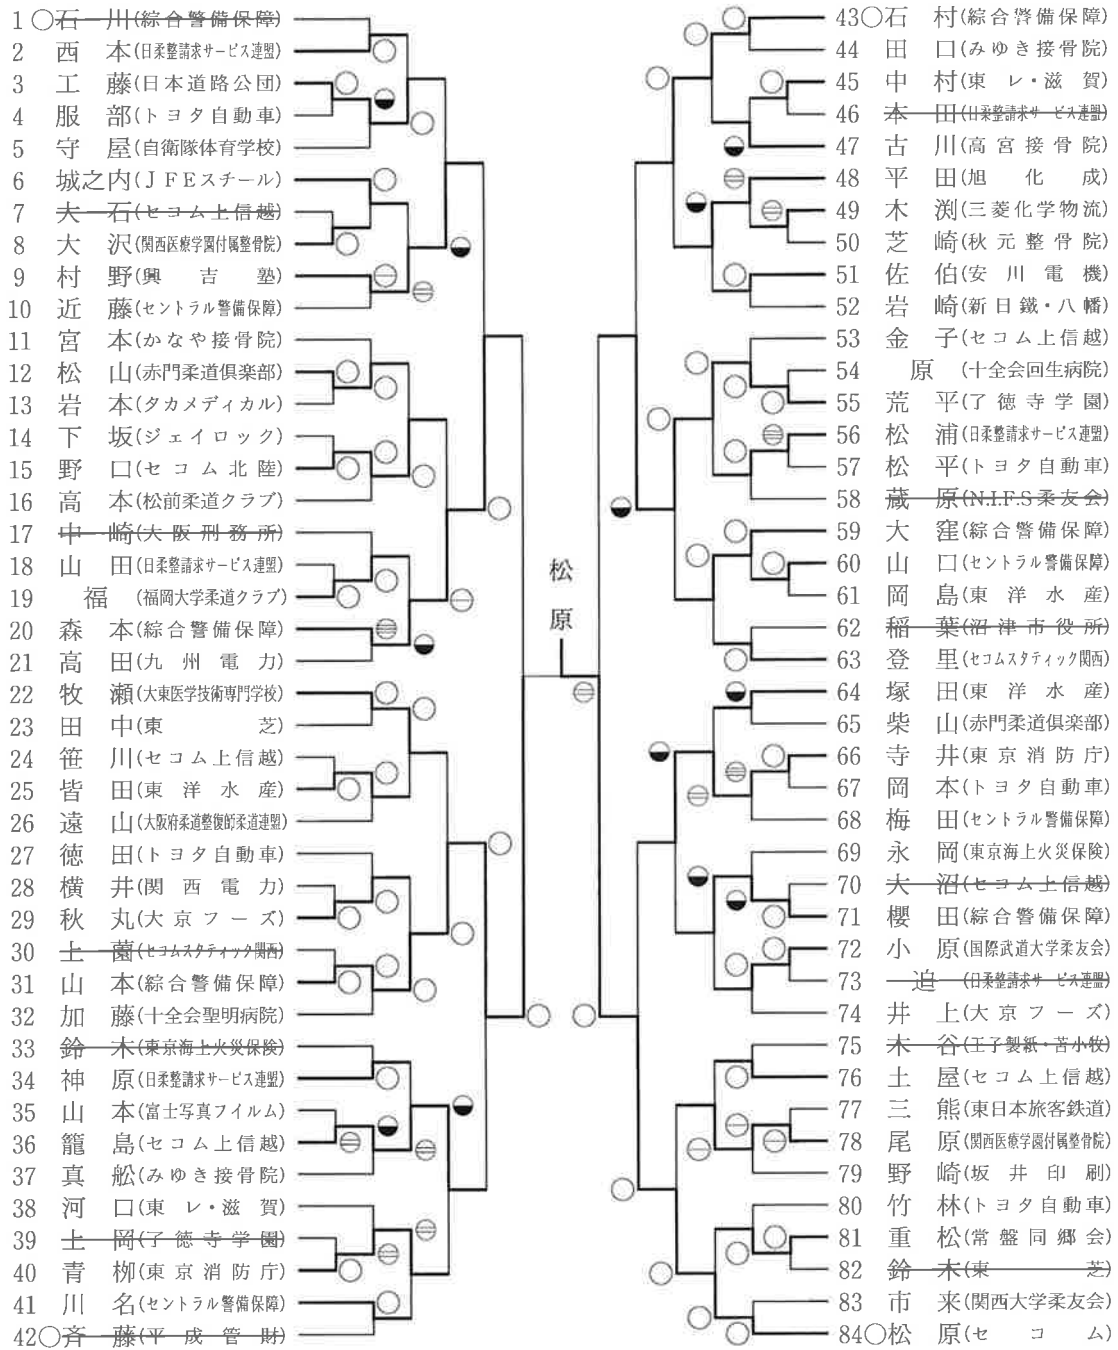 1 ○石川(綜合警備保障)
2 西本(日柔整請求サービス連盟)
3 工藤(日本道路公団)
4 服部(トヨタ自動車)
5 守屋(自衛隊体育学校)
6 城之内(JFEスチール)
7 大石(セコム上信越)
8 大沢(関西医療学園付属整骨院)
9 村野(興吉塾)
10 近藤(セントラル警備保障)
11 宮本(かなや接骨院)
12 松山(赤門柔道倶楽部)
13 岩本(タカメディカル)
14 下坂(ジェイロック)
15 野口(セコム北陸)
16 高本(松前柔道クラブ)
17 中崎(大阪刑務所)
18 山田(日柔整請求サービス連盟)
19 福(福岡大学柔道クラブ)
20 森本(綜合警備保障)
21 高田(九州電力)
22 牧瀬(大東医学技術専門学校)
23 田中(東芝)
24 笹川(セコム上信越)
25 皆田(東洋水産)
26 遠山(大阪府柔道整復師柔道連盟)
27 徳田(トヨタ自動車)
28 横井(関西電力)
29 秋丸(大京フーズ)
30 上薗(セコムスタティック関西)
31 山本(綜合警備保障)
32 加藤(十全会聖明病院)
33 鈴木(東京海上火災保険)
34 神原(日柔整請求サービス連盟)
35 山本(富士写真フイルム)
36 籠島(セコム上信越)
37 真舩(みゆき接骨院)
38 河口(東レ・滋賀)
39 上岡(了徳寺学園)
40 青柳(東京消防庁)
41 川名(セントラル警備保障)
42○斉藤(平成管財)
松原
43○石村(綜合警備保障)
44 田口(みゆき接骨院)
45 中村(東レ・滋賀)
46 本田(日柔整請求サービス連盟)
47 古川(高宮接骨院)
48 平田(旭化成)
49 木渕(三菱化学物流)
50 芝崎(秋元整骨院)
51 佐伯(安川電機)
52 岩崎(新日鐵・八幡)
53 金子(セコム上信越)
54 原(十全会回生病院)
55 荒平(了徳寺学園)
56 松浦(日柔整請求サービス連盟)
57 松平(トヨタ自動車)
58 蔵原(N.I.F.S柔友会)
59 大窪(綜合警備保障)
60 山口(セントラル警備保障)
61 岡島(東洋水産)
62 稲葉(沼津市役所)
63 登里(セコムスタティック関西)
64 塚田(東洋水産)
65 柴山(赤門柔道倶楽部)
66 寺井(東京消防庁)
67 岡本(トヨタ自動車)
68 梅田(セントラル警備保障)
69 永岡(東京海上火災保険)
70 大沼(セコム上信越)
71 櫻田(綜合警備保障)
72 小原(国際武道大学柔友会)
73 迫(日柔整請求サービス連盟)
74 井上(大京フーズ)
75 木谷(王子製紙・苫小牧)
76 土屋(セコム上信越)
77 三熊(東日本旅客鉄道)
78 尾原(関西医療学園付属整骨院)
79 野崎(坂井印刷)
80 竹林(トヨタ自動車)
81 重松(常盤同郷会)
82 鈴木(東芝)
83 市来(関西大学柔友会)
84○松原(セコム)